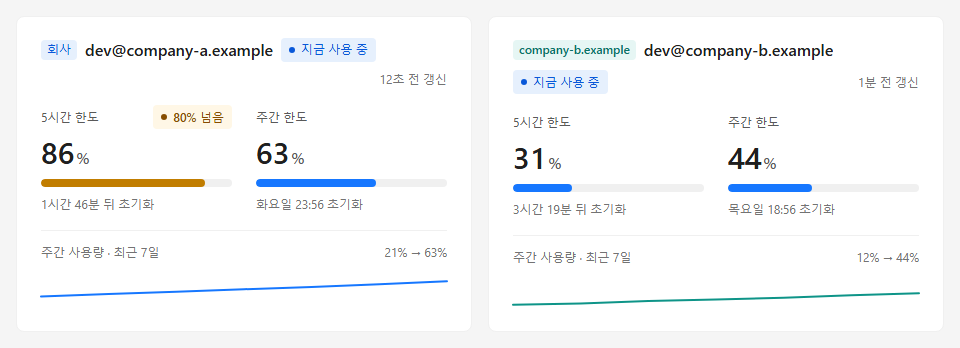 회사 dev@company-a.example 지금 사용 중
12초 전 갱신
5시간 한도 80% 넘음 주간 한도
86% 63%
1시간 46분 뒤 초기화 화요일 23:56 초기화
주간 사용량 · 최근 7일 21% → 63%
company-b.example dev@company-b.example
지금 사용 중 1분 전 갱신
5시간 한도 주간 한도
31% 44%
3시간 19분 뒤 초기화 목요일 18:56 초기화
주간 사용량 · 최근 7일 12% → 44%